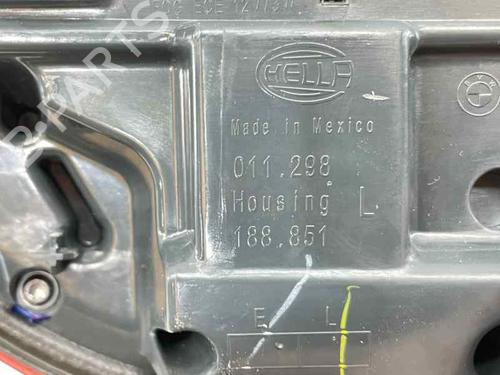 HELLA
Made in Mexico
011.298
Housing L
188.851
E L